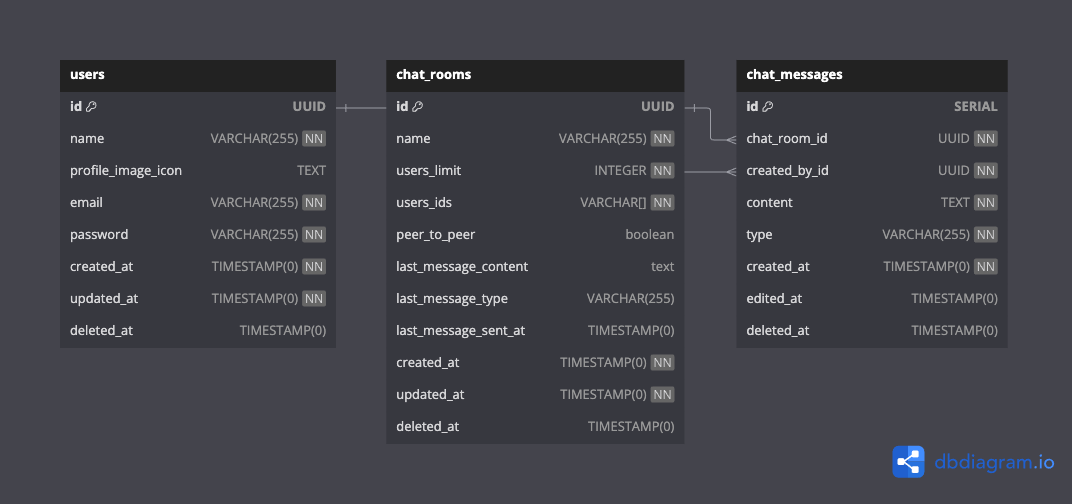 users
id UUID
name VARCHAR(255) NN
profile_image_icon TEXT
email VARCHAR(255) NN
password VARCHAR(255) NN
created_at TIMESTAMP(0) NN
updated_at TIMESTAMP(0) NN
deleted_at TIMESTAMP(0)
chat_rooms
id UUID
name VARCHAR(255) NN
users_limit INTEGER NN
users_ids VARCHAR[] NN
peer_to_peer boolean
last_message_content text
last_message_type VARCHAR(255)
last_message_sent_at TIMESTAMP(0)
created_at TIMESTAMP(0) NN
updated_at TIMESTAMP(0) NN
deleted_at TIMESTAMP(0)
chat_messages
id SERIAL
chat_room_id UUID NN
created_by_id UUID NN
content TEXT NN
type VARCHAR(255) NN
created_at TIMESTAMP(0) NN
edited_at TIMESTAMP(0)
deleted_at TIMESTAMP(0)
dbdiagram.io